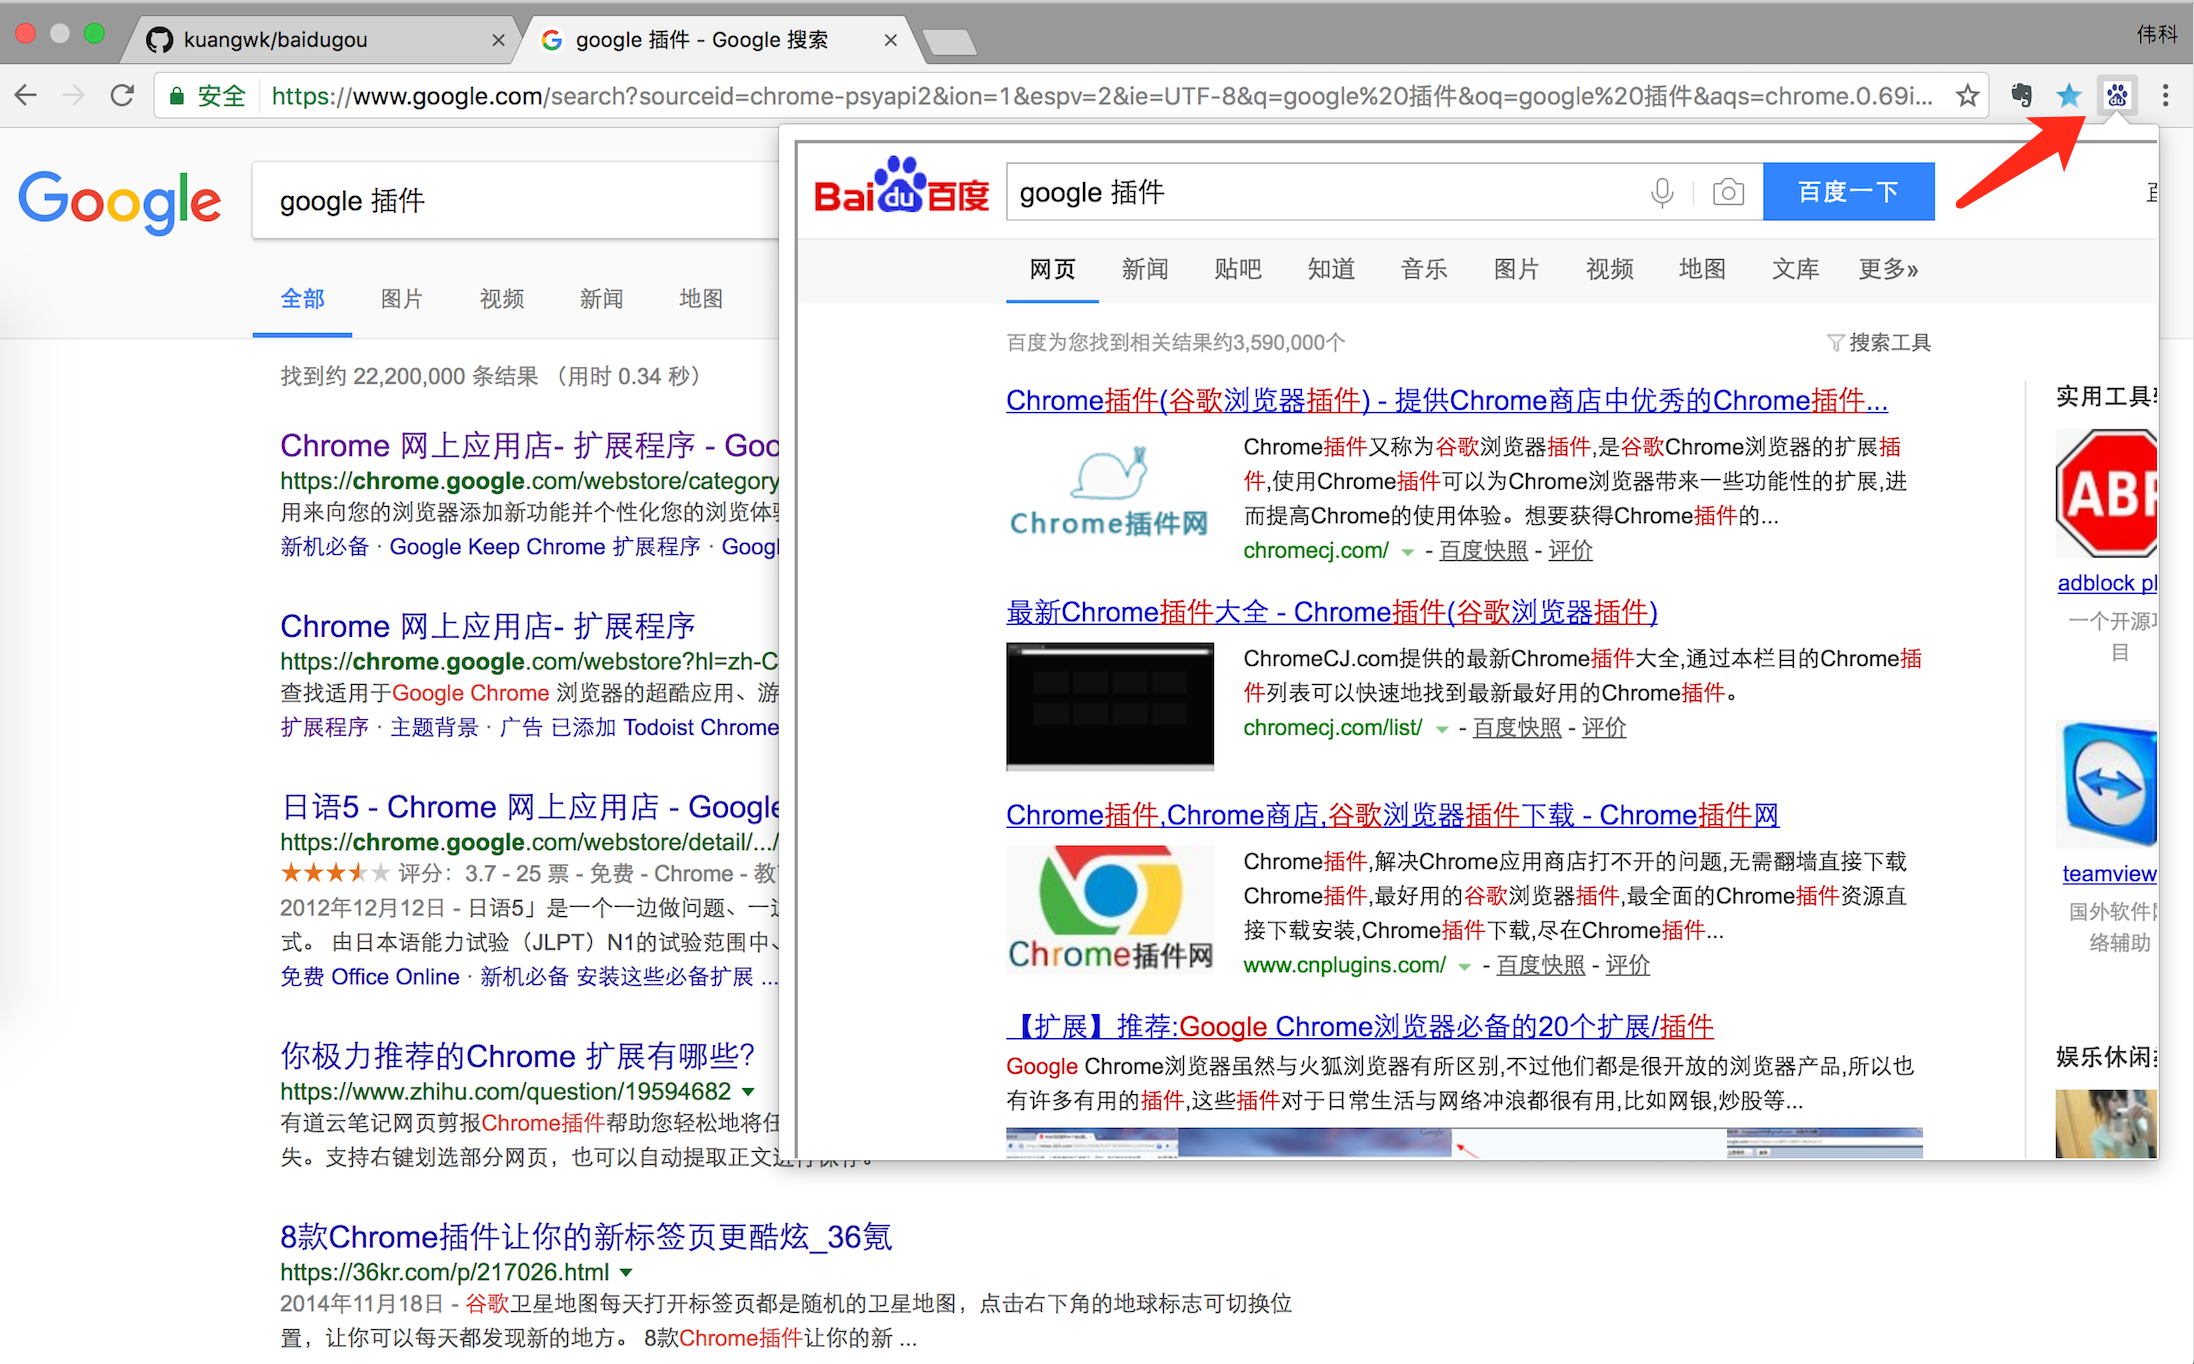 kuangwk/baidugou
google 插件 - Google 搜索
伟科
安全
https://www.google.com/search?sourceid=chrome-psyapi2&ion=1&espv=2&ie=UTF-8&q=google%20插件&oq=google%20插件&aqs=chrome.0.69i...
Google
google 插件
全部 图片 视频 新闻 地图
找到约 22,200,000 条结果 （用时 0.34 秒）
Chrome 网上应用店- 扩展程序 - Goo
https://chrome.google.com/webstore/category
用来向您的浏览器添加新功能并个性化您的浏览体验
新机必备 · Google Keep Chrome 扩展程序 · Googl
Chrome 网上应用店- 扩展程序
https://chrome.google.com/webstore?hl=zh-C
查找适用于Google Chrome 浏览器的超酷应用、游
扩展程序 · 主题背景 · 广告 已添加 Todoist Chrome
日语5 - Chrome 网上应用店 - Google
https://chrome.google.com/webstore/detail/.../
评分： 3.7 - 25 票 - 免费 - Chrome - 教
2012年12月12日 - 日语5」是一个一边做问题、一边
式。 由日本语能力试验（JLPT）N1的试验范围中、
免费 Office Online · 新机必备 安装这些必备扩展 ...
你极力推荐的Chrome 扩展有哪些?
https://www.zhihu.com/question/19594682
有道云笔记网页剪报Chrome插件帮助您轻松地将任
失。支持右键划选部分网页，也可以自动提取正文进行保存。
8款Chrome插件让你的新标签页更酷炫_36氪
https://36kr.com/p/217026.html
2014年11月18日 - 谷歌卫星地图每天打开标签页都是随机的卫星地图，点击右下角的地球标志可切换位
置，让你可以每天都发现新的地方。 8款Chrome插件让你的新 ...
Bai du 百度
google 插件
百度一下
网页 新闻 贴吧 知道 音乐 图片 视频 地图 文库 更多»
百度为您找到相关结果约3,590,000个
搜索工具
Chrome插件(谷歌浏览器插件) - 提供Chrome商店中优秀的Chrome插件...
Chrome插件网
Chrome插件又称为谷歌浏览器插件,是谷歌Chrome浏览器的扩展插
件,使用Chrome插件可以为Chrome浏览器带来一些功能性的扩展,进
而提高Chrome的使用体验。想要获得Chrome插件的...
chromecj.com/ - 百度快照 - 评价
最新Chrome插件大全 - Chrome插件(谷歌浏览器插件)
ChromeCJ.com提供的最新Chrome插件大全,通过本栏目的Chrome插
件列表可以快速地找到最新最好用的Chrome插件。
chromecj.com/list/ - 百度快照 - 评价
Chrome插件,Chrome商店,谷歌浏览器插件下载 - Chrome插件网
Chrome插件网
Chrome插件,解决Chrome应用商店打不开的问题,无需翻墙直接下载
Chrome插件,最好用的谷歌浏览器插件,最全面的Chrome插件资源直
接下载安装,Chrome插件下载,尽在Chrome插件...
www.cnplugins.com/ - 百度快照 - 评价
【扩展】推荐:Google Chrome浏览器必备的20个扩展/插件
Google Chrome浏览器虽然与火狐浏览器有所区别,不过他们都是很开放的浏览器产品,所以也
有许多有用的插件,这些插件对于日常生活与网络冲浪都很有用,比如网银,炒股等...
实用工具
ABP
adblock pl
一个开源项
目
teamview
国外软件
络辅助
娱乐休闲